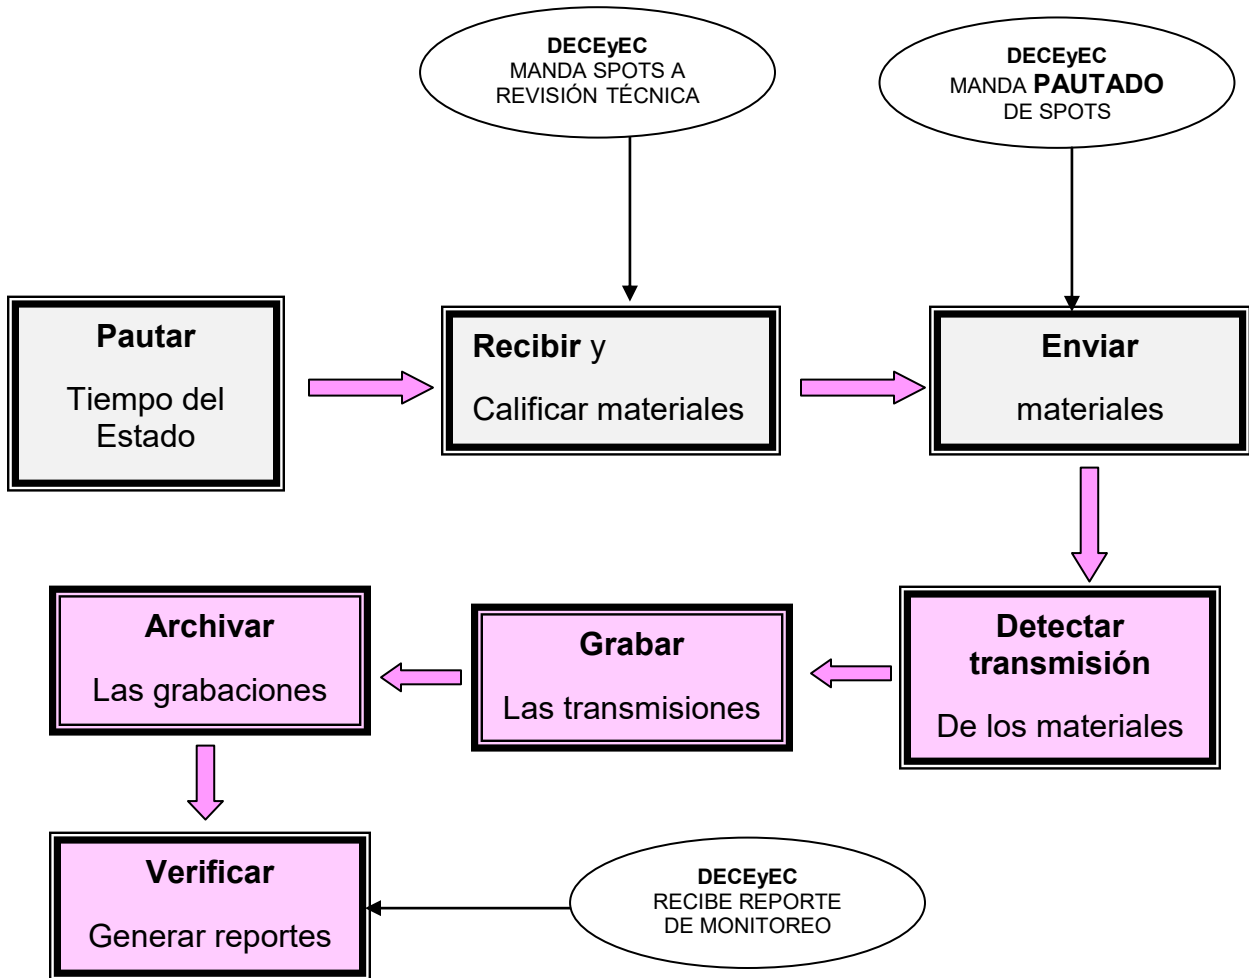 DECEyEC
MANDA SPOTS A
REVISIÓN TÉCNICA
DECEyEC
MANDA PAUTADO
DE SPOTS
Pautar
Tiempo del
Estado
Recibir y
Calificar materiales
Enviar
materiales
Archivar
Las grabaciones
Grabar
Las transmisiones
Detectar
transmisión
De los materiales
Verificar
Generar reportes
DECEyEC
RECIBE REPORTE
DE MONITOREO